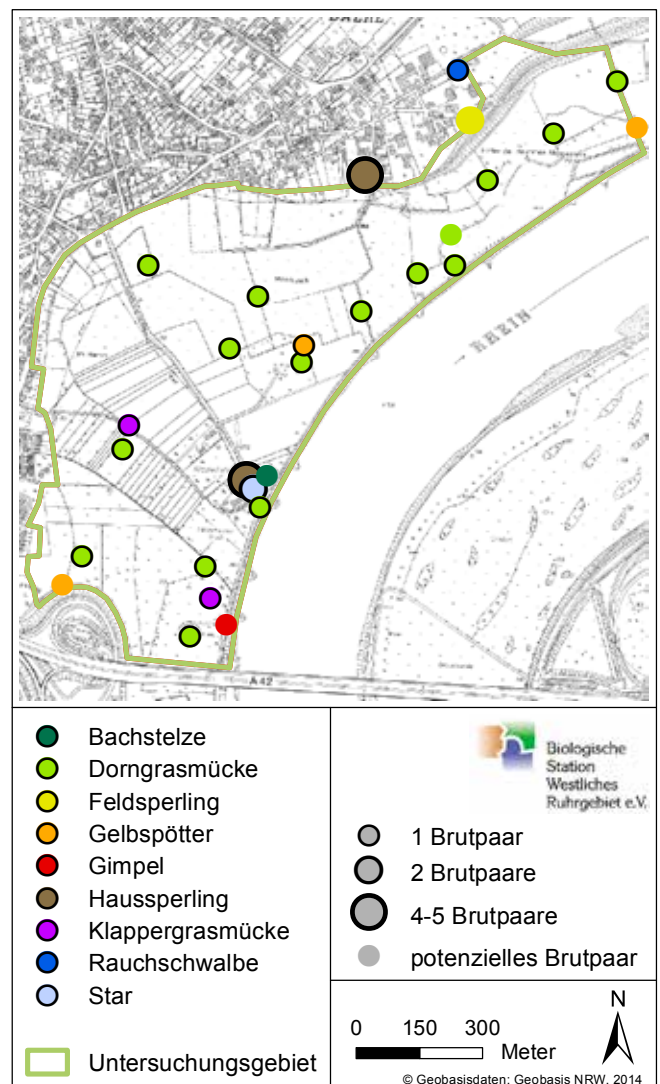 RHEIN
A 42
Bachstelze
Dorngrasmücke
Feldsperling
Gelbspötter
Gimpel
Haussperling
Klappergrasmücke
Rauchschwalbe
Star
Untersuchungsgebiet
Biologische
Station
Westliches
Ruhrgebiet e.V.
1 Brutpaar
2 Brutpaare
4-5 Brutpaare
potenzielles Brutpaar
N
0 150 300
Meter
© Geobasisdaten: Geobasis NRW, 2014